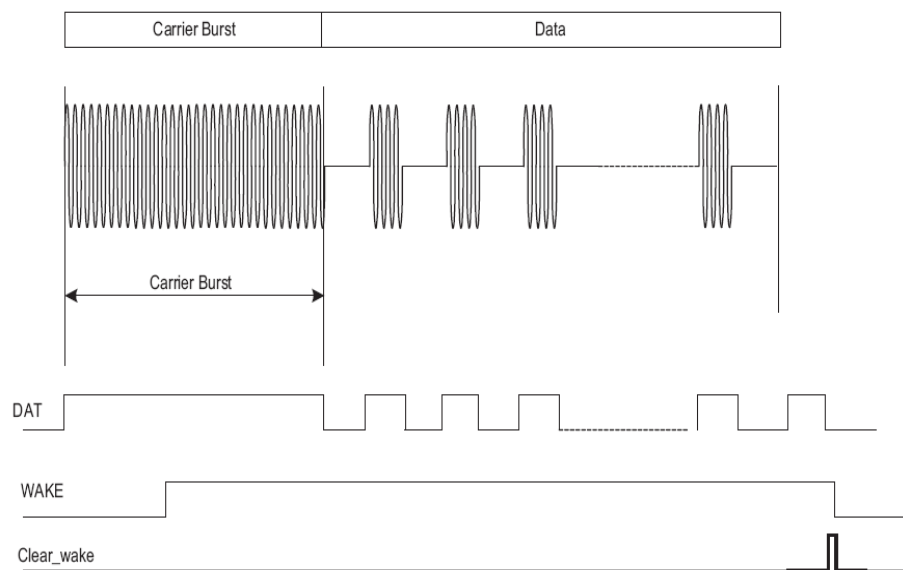 Carrier Burst Data
Carrier Burst
DAT
WAKE
Clear_wake